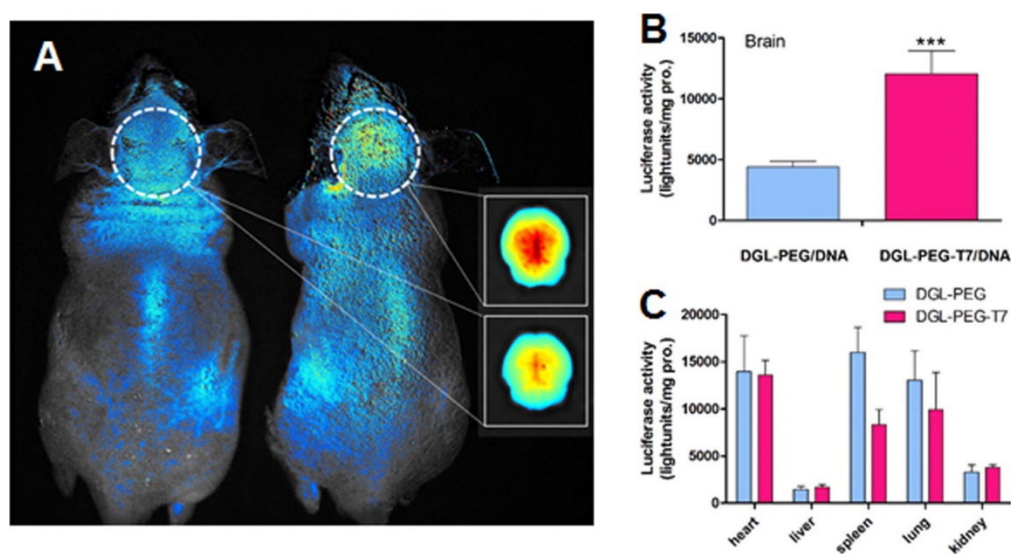 A
B
Brain
***
Luciferase activity
(lightunits/mg pro.)
15000
10000
5000
0
DGL-PEG/DNA DGL-PEG-T7/DNA
C
DGL-PEG
DGL-PEG-T7
Luciferase activity
(lightunits/mg pro.)
20000
15000
10000
5000
0
heart
liver
spleen
lung
kidney